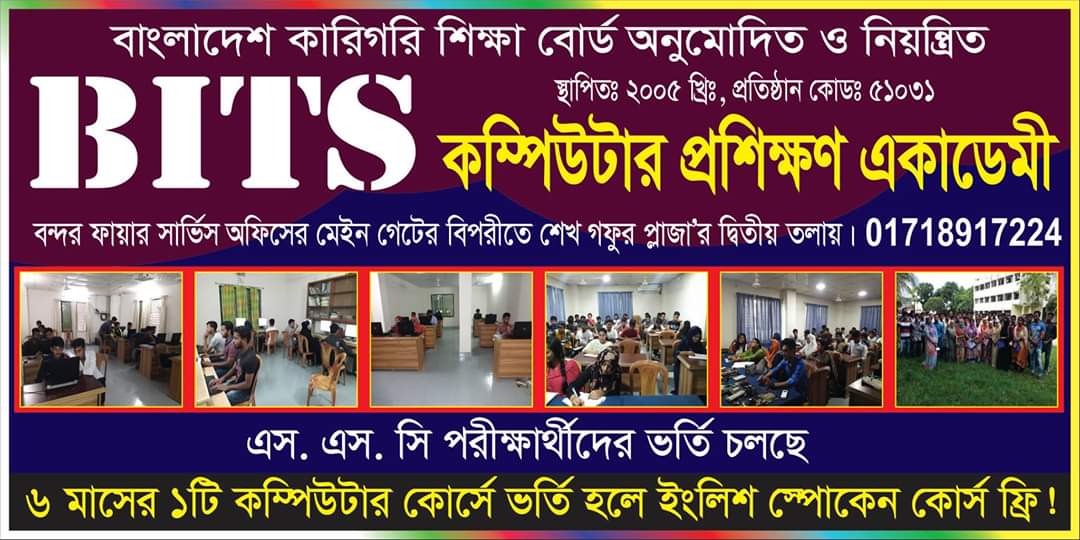 বাংলাদেশ কারিগরি শিক্ষা বোর্ড অনুমোদিত ও নিয়ন্ত্রিত
BITS
স্থাপিতঃ ২০০৫ খ্রিঃ, প্রতিষ্ঠান কোডঃ ৫১০৩১
কম্পিউটার প্রশিক্ষণ একাডেমী
বন্দর ফায়ার সার্ভিস অফিসের মেইন গেটের বিপরীতে শেখ গফুর প্লাজা'র দ্বিতীয় তলায়। 01718917224
এস. এস. সি পরীক্ষার্থীদের ভর্তি চলছে
৬ মাসের ১টি কম্পিউটার কোর্সে ভর্তি হলে ইংলিশ স্পোকেন কোর্স ফ্রি!